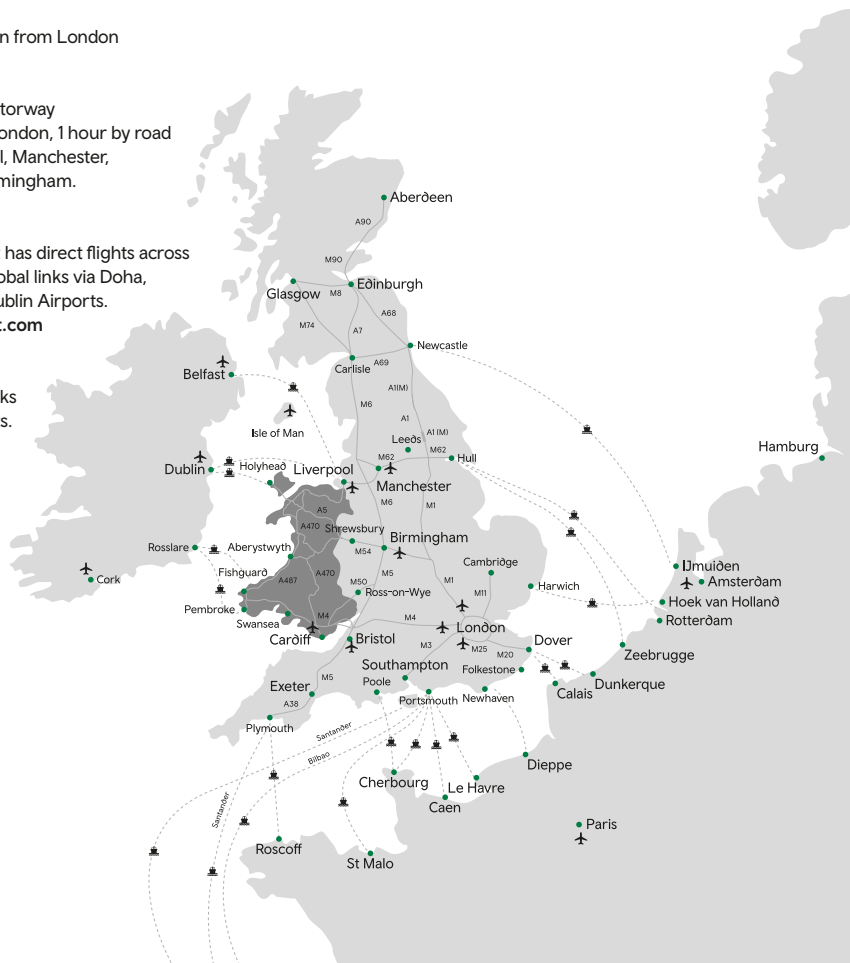 n from London
torway
ondon, 1 hour by road
l, Manchester,
mingham.
t has direct flights across
obal links via Doha,
ublin Airports.
t.com
ks
s.
Aberdeen
A90
M90
Edinburgh
Glasgow
M8
A68
M74
A7
Newcastle
Carlisle
A69
Belfast
A1(M)
M6
A1
Isle of Man
A1 (M)
Leeds
M62
M62
Hull
Hamburg
Dublin
Holyhead
Liverpool
Manchester
A5
M6
M1
A470
Shrewsbury
Birmingham
Rosslare
Aberystwyth
M54
Cork
Fishguard
A487
A470
M50
M5
M1
Cambridge
M11
Harwich
IJmuiden
Amsterdam
Ross-on-Wye
Hoek van Holland
Pembroke
Swansea
M4
M4
London
Rotterdam
Cardiff
Bristol
M3
M25
M20
Dover
Zeebrugge
Southampton
Folkestone
Dunkerque
Exeter
M5
Poole
Calais
A38
Portsmouth
Newhaven
Plymouth
Santander
Bilbao
Dieppe
Cherbourg
Le Havre
Santander
Caen
Paris
Roscoff
St Malo